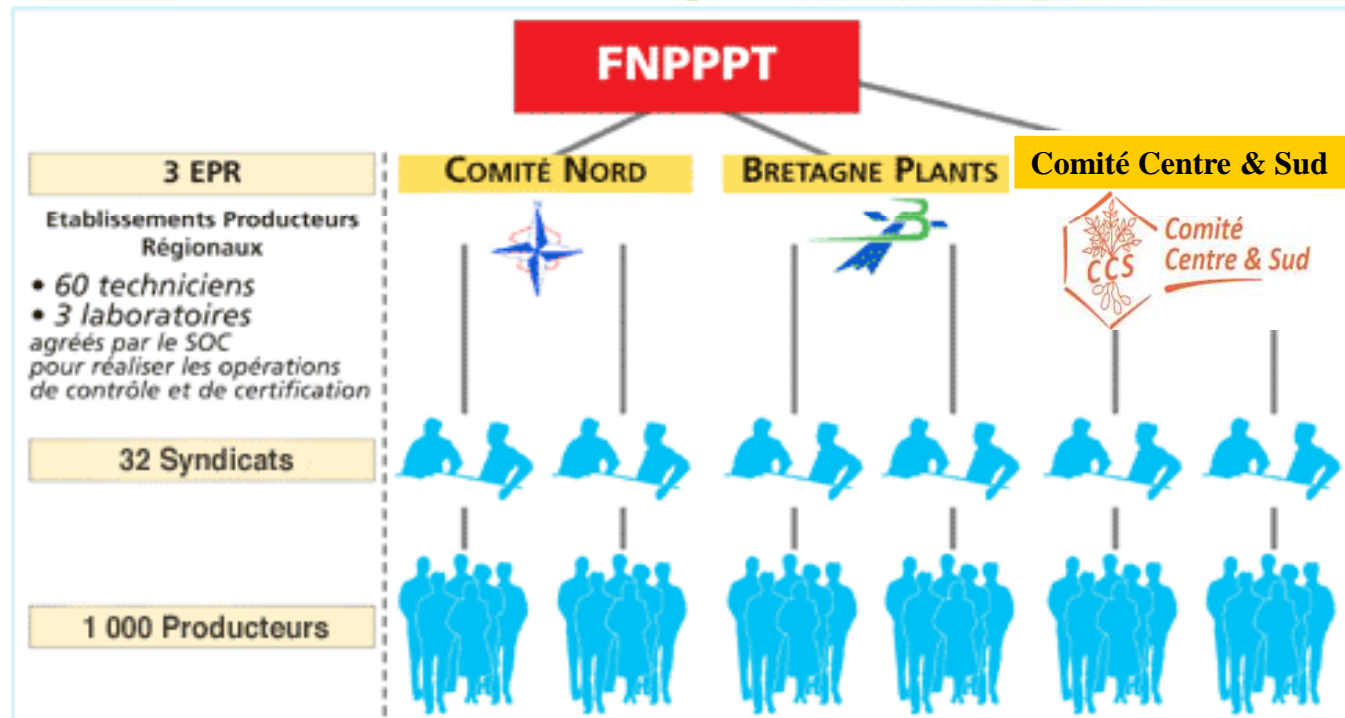 FNPPPT
3 EPR
COMITÉ NORD
BRETAGNE PLANTS
Comité Centre & Sud
Etablissements Producteurs
Régionaux
• 60 techniciens
• 3 laboratoires
agréés par le SOC
pour réaliser les opérations
de contrôle et de certification
N
B
CCS
Comité
Centre & Sud
32 Syndicats
1 000 Producteurs